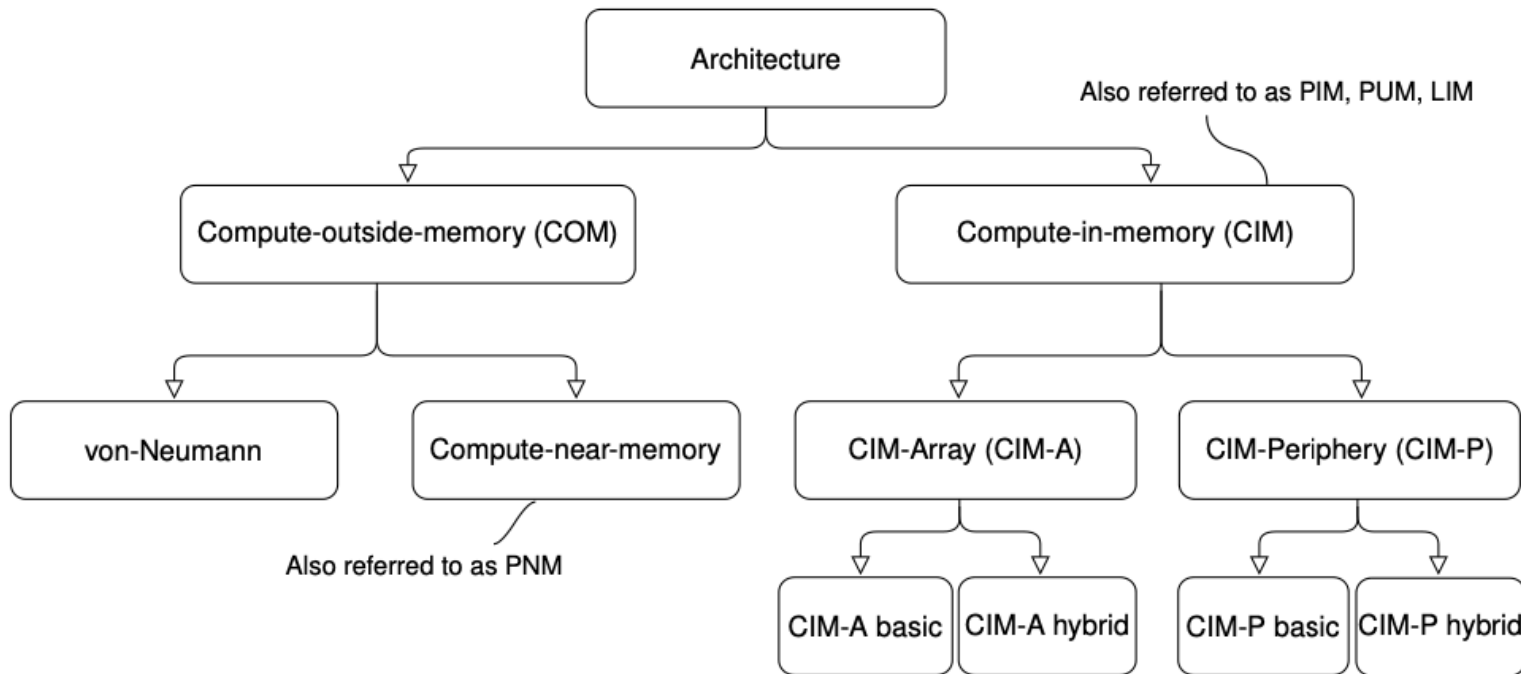 Architecture
Also referred to as PIM, PUM, LIM
Compute-outside-memory (COM)
Compute-in-memory (CIM)
von-Neumann
Compute-near-memory
CIM-Array (CIM-A)
CIM-Periphery (CIM-P)
Also referred to as PNM
CIM-A basic
CIM-A hybrid
CIM-P basic
CIM-P hybrid